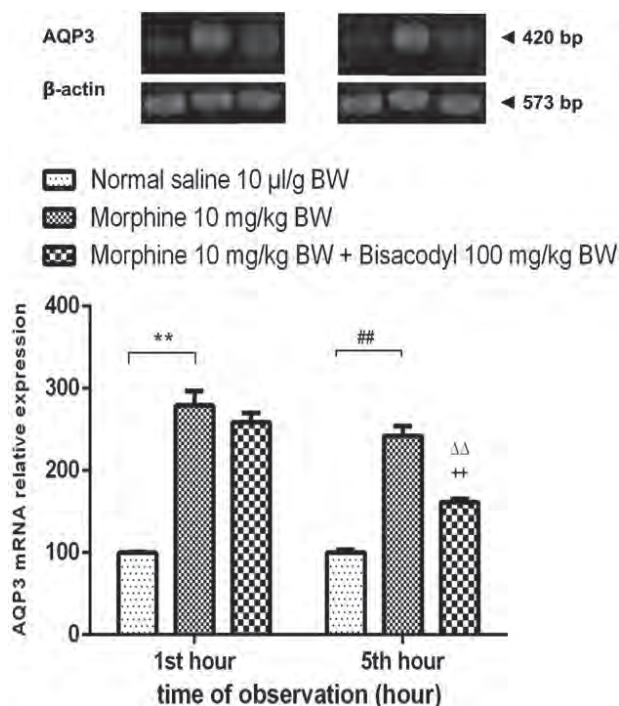 AQP3
◄ 420 bp
β-actin
◄ 573 bp
Normal saline 10 µl/g BW
Morphine 10 mg/kg BW
Morphine 10 mg/kg BW + Bisacodyl 100 mg/kg BW
AQP3 mRNA relative expression
400
300
200
100
0
**
##
ΔΔ
++
1st hour
5th hour
time of observation (hour)